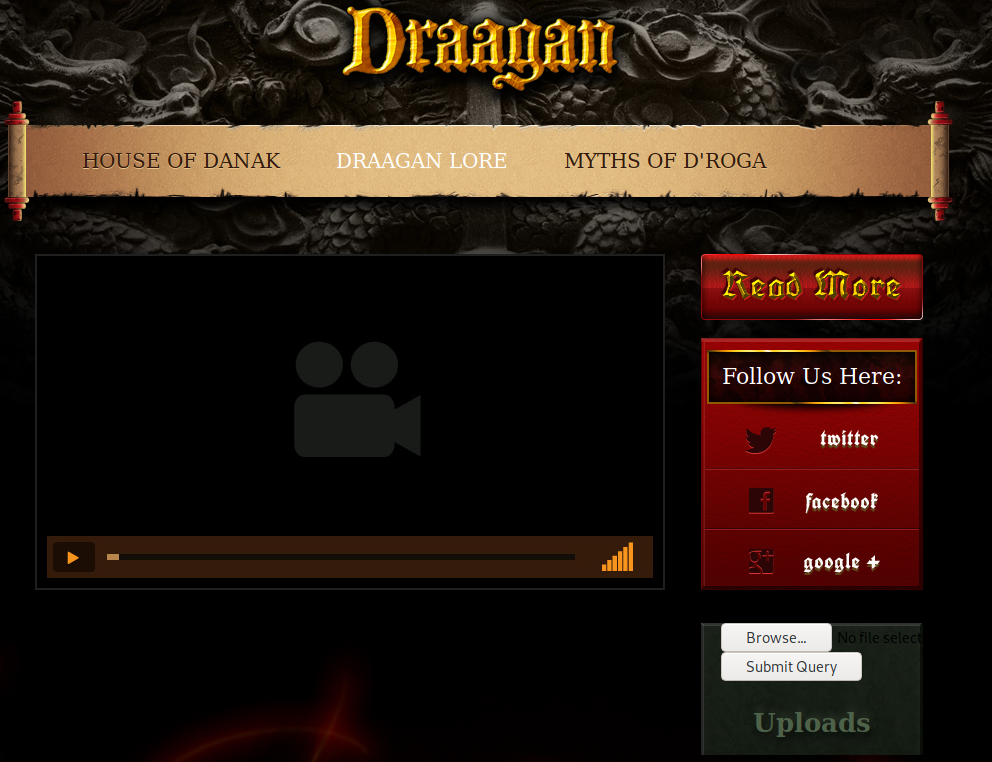 Draagan
HOUSE OF DANAK
DRAAGAN LORE
MYTHS OF D'ROGA
Read More
Follow Us Here:
twitter
facebook
google +
Browse...
No file select
Submit Query
Uploads